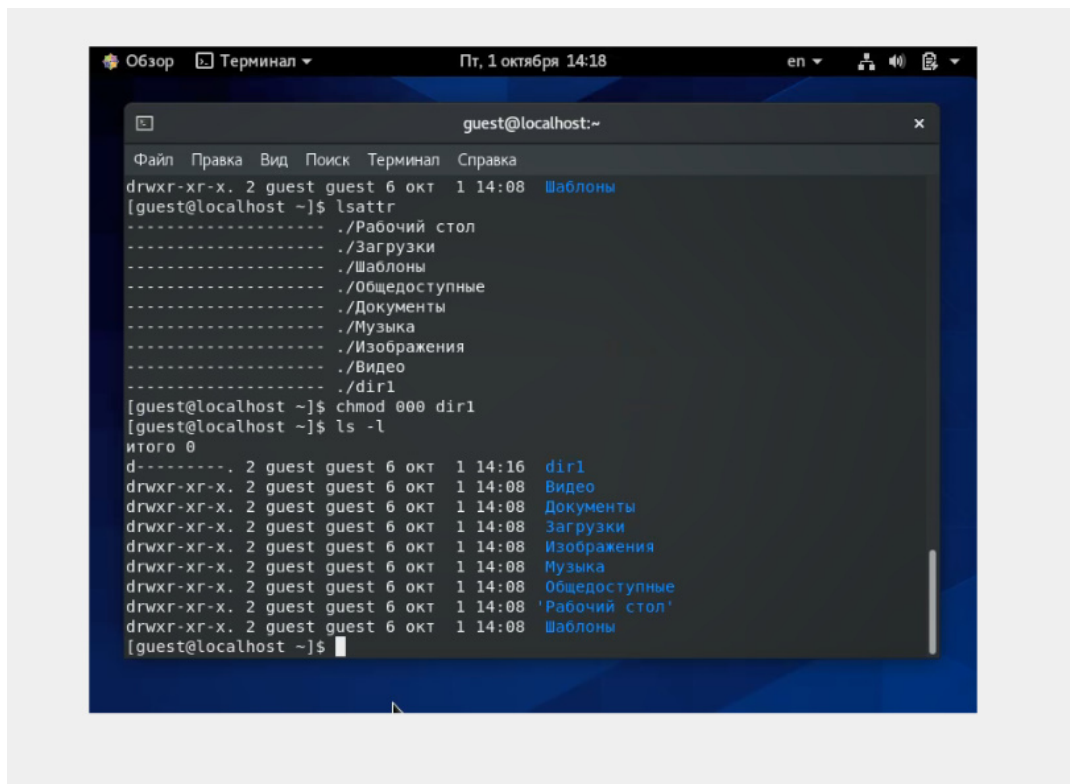 Обзор Терминал Пт, 1 октября 14:18 en
guest@localhost:~
Файл Правка Вид Поиск Терминал Справка
drwxr-xr-x. 2 guest guest 6 окт  1 14:08  Шаблоны
[guest@localhost ~]$ lsattr
-------------------- ./Рабочий стол
-------------------- ./Загрузки
-------------------- ./Шаблоны
-------------------- ./Общедоступные
-------------------- ./Документы
-------------------- ./Музыка
-------------------- ./Изображения
-------------------- ./Видео
-------------------- ./dir1
[guest@localhost ~]$ chmod 000 dir1
[guest@localhost ~]$ ls -l
итого 0
d---------. 2 guest guest 6 окт  1 14:16  dir1
drwxr-xr-x. 2 guest guest 6 окт  1 14:08  Видео
drwxr-xr-x. 2 guest guest 6 окт  1 14:08  Документы
drwxr-xr-x. 2 guest guest 6 окт  1 14:08  Загрузки
drwxr-xr-x. 2 guest guest 6 окт  1 14:08  Изображения
drwxr-xr-x. 2 guest guest 6 окт  1 14:08  Музыка
drwxr-xr-x. 2 guest guest 6 окт  1 14:08  Общедоступные
drwxr-xr-x. 2 guest guest 6 окт  1 14:08 'Рабочий стол'
drwxr-xr-x. 2 guest guest 6 окт  1 14:08  Шаблоны
[guest@localhost ~]$